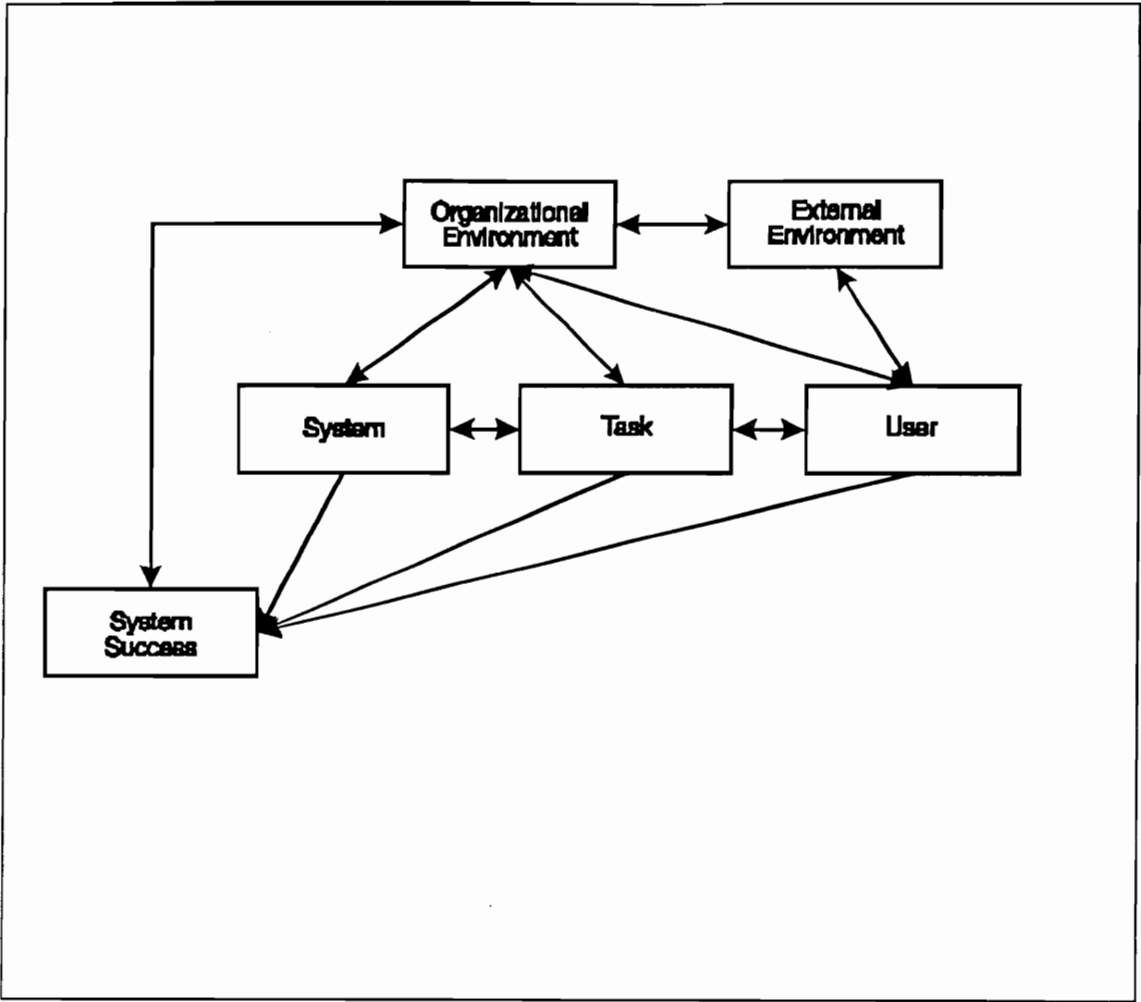 Organizational
Environment
External
Environment
System
Task
User
System
Success